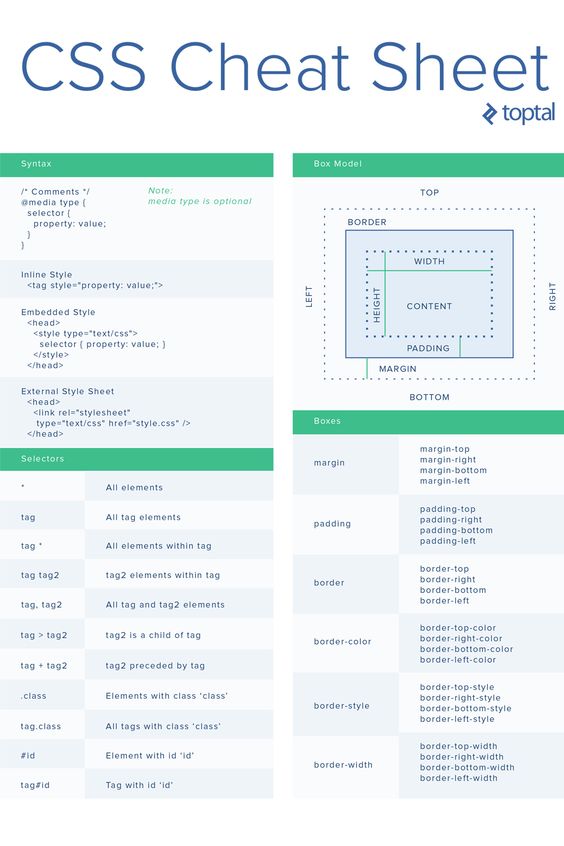 CSS Cheat Sheet
toptal
Syntax
/* Comments */
@media type {
selector {
property: value;
}
}
Note:
media type is optional
Inline Style
<tag style="property: value;">
Embedded Style
<head>
<style type="text/css">
selector { property: value; }
</style>
</head>
External Style Sheet
<head>
<link rel="stylesheet"
type="text/css" href="style.css" />
</head>
Selectors
* All elements
tag All tag elements
tag * All elements within tag
tag tag2 tag2 elements within tag
tag, tag2 All tag and tag2 elements
tag > tag2 tag2 is a child of tag
tag + tag2 tag2 preceded by tag
.class Elements with class ‘class’
tag.class All tags with class ‘class’
#id Element with id ‘id’
tag#id Tag with id ‘id’
Box Model
TOP
BORDER
WIDTH
LEFT
HEIGHT
CONTENT
RIGHT
PADDING
MARGIN
BOTTOM
Boxes
margin
margin-top
margin-right
margin-bottom
margin-left
padding
padding-top
padding-right
padding-bottom
padding-left
border
border-top
border-right
border-bottom
border-left
border-color
border-top-color
border-right-color
border-bottom-color
border-left-color
border-style
border-top-style
border-right-style
border-bottom-style
border-left-style
border-width
border-top-width
border-right-width
border-bottom-width
border-left-width